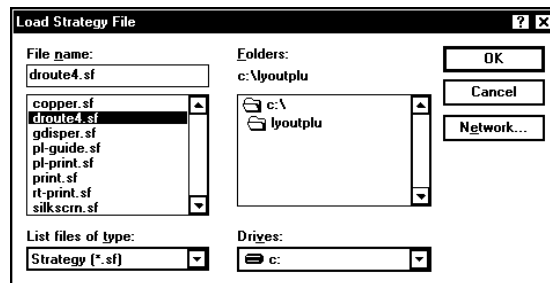 Load Strategy File
File name:
droute4.sf
copper.sf
droute4.sf
gdisper.sf
pl-guide.sf
pl-print.sf
print.sf
rt-print.sf
silkscrn.sf
List files of type:
Strategy (*.sf)
Folders:
c:\lyoutplu
c:\
lyoutplu
Drives:
c:
OK
Cancel
Network...